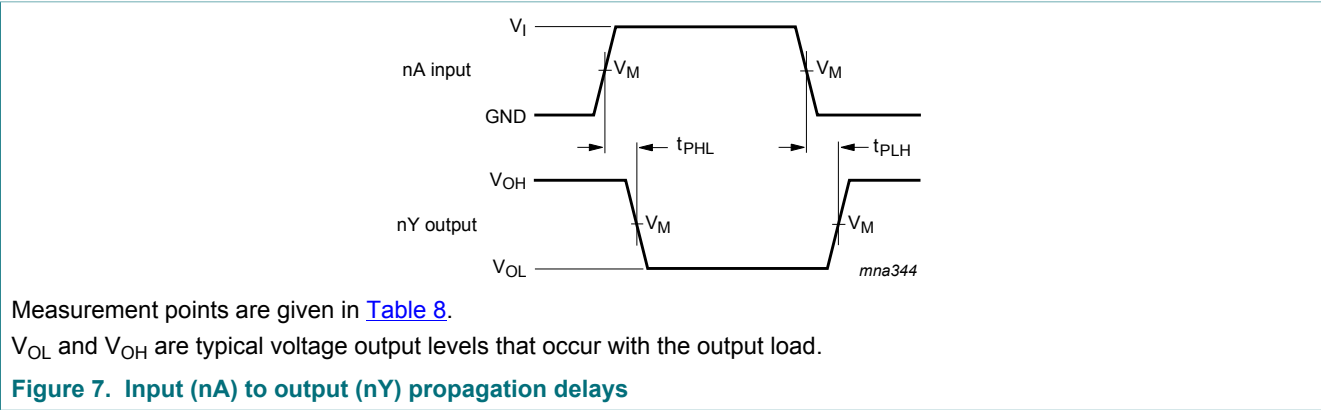 V_I
nA input
V_M
V_M
GND
t_PHL
t_PLH
V_OH
nY output
V_M
V_M
V_OL
mna344
Measurement points are given in Table 8.
V_OL and V_OH are typical voltage output levels that occur with the output load.
Figure 7. Input (nA) to output (nY) propagation delays